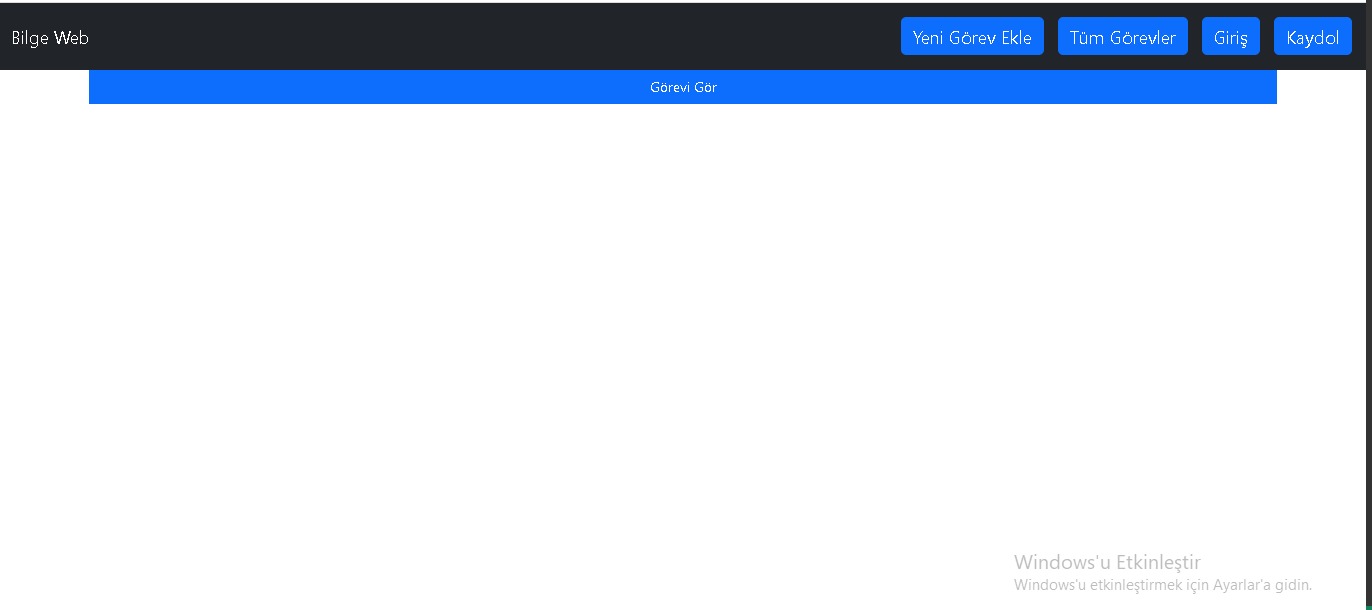 Bilge Web
Yeni Görev Ekle
Tüm Görevler
Giriş
Kaydol
Görevi Gör
Windows'u Etkinleştir
Windows'u etkinleştirmek için Ayarlar'a gidin.